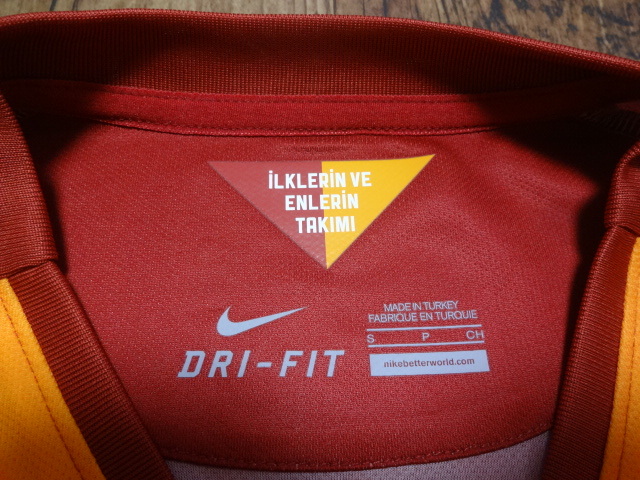 İLKLERİN VE
ENLERİN
TAKIMI
MADE IN TURKEY
FABRIQUE EN TURQUIE
S P CH
nikebetterworld.com
DRI-FIT